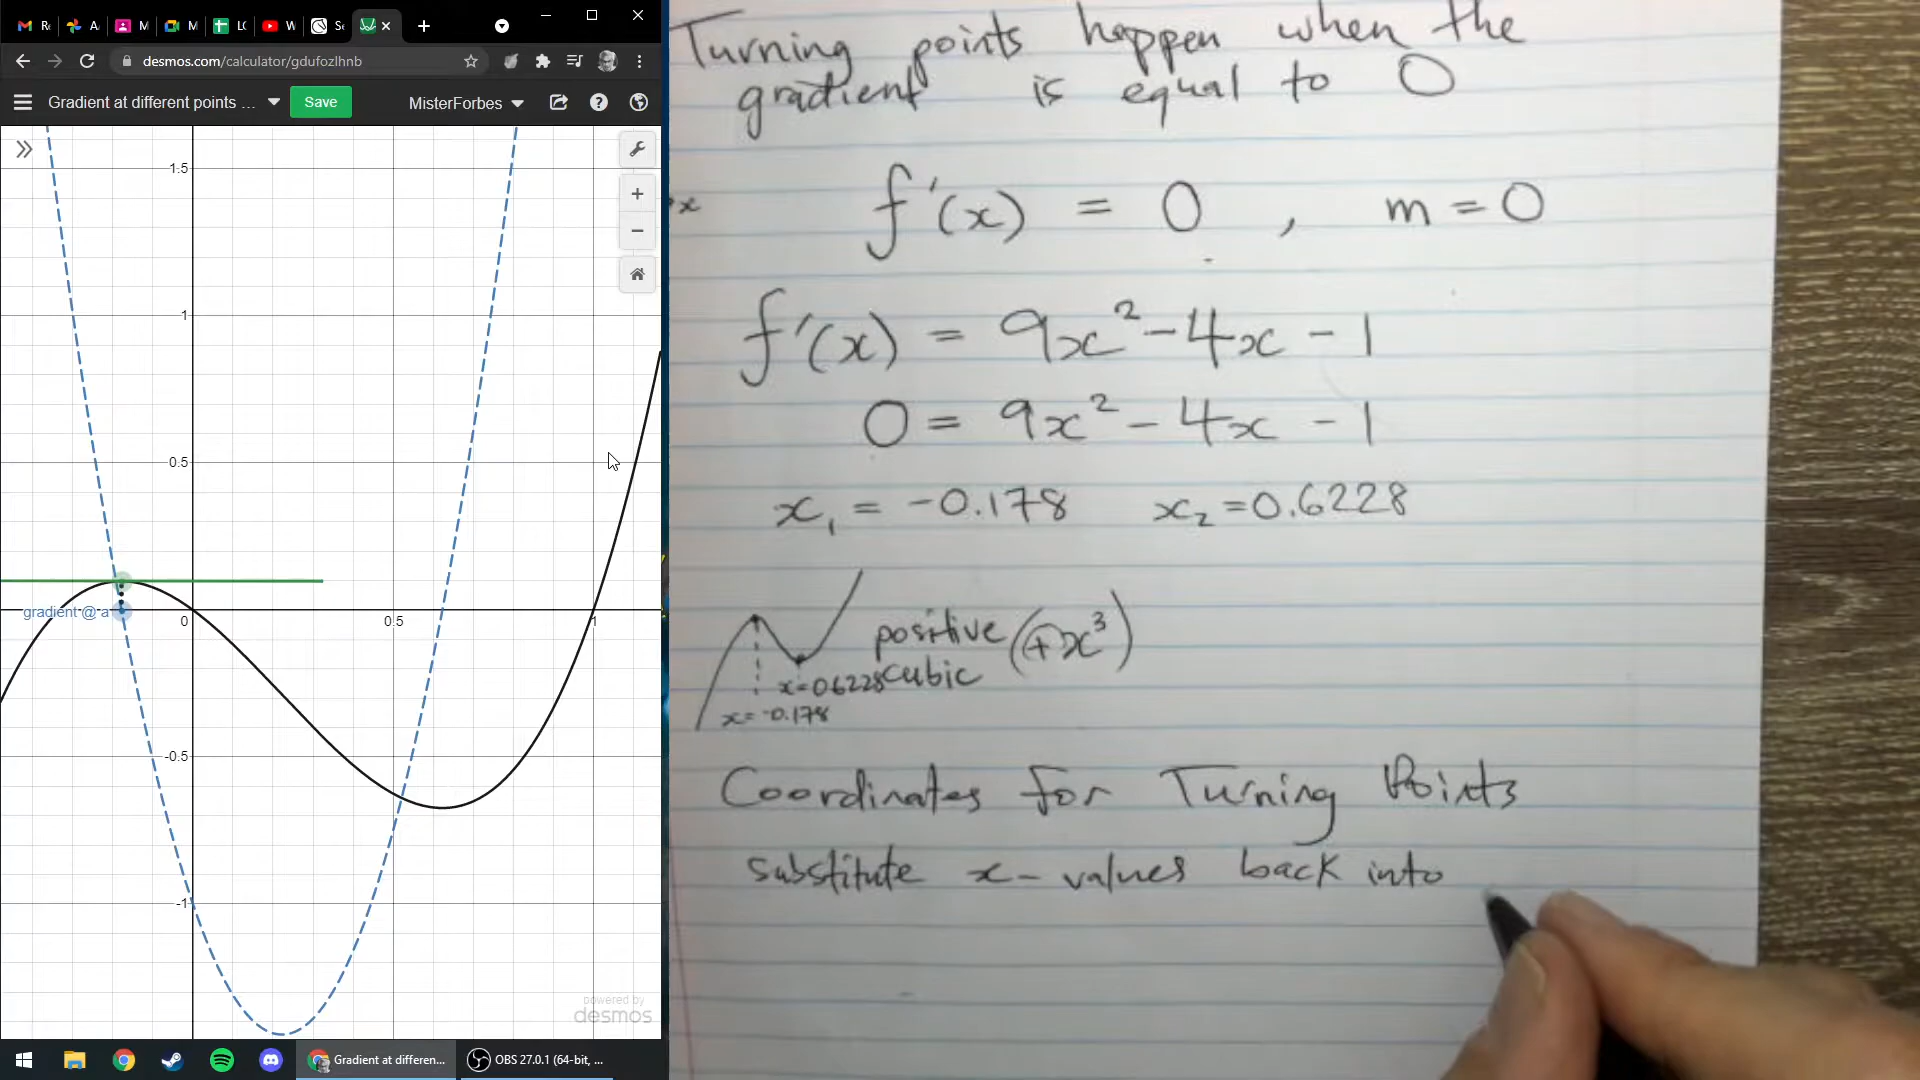 R
A
M
M
L(
W
Se
desmos.com/calculator/gdufozlhnb
Gradient at different points ...
Save
MisterForbes
1.5
1
0.5
gradient @ a
0
0.5
1
-0.5
-1
powered by
desmos
Gradient at differen...
OBS 27.0.1 (64-bit, ...
Turning points happen when the
gradient is equal to 0
x
f'(x) = 0 , m = 0
f'(x) = 9x² - 4x - 1
0 = 9x² - 4x - 1
x₁ = -0.178 x₂ = 0.6228
positive (+x³)
cubic
x=0.6228
x=-0.178
Coordinates for Turning Points
substitute x-values back into